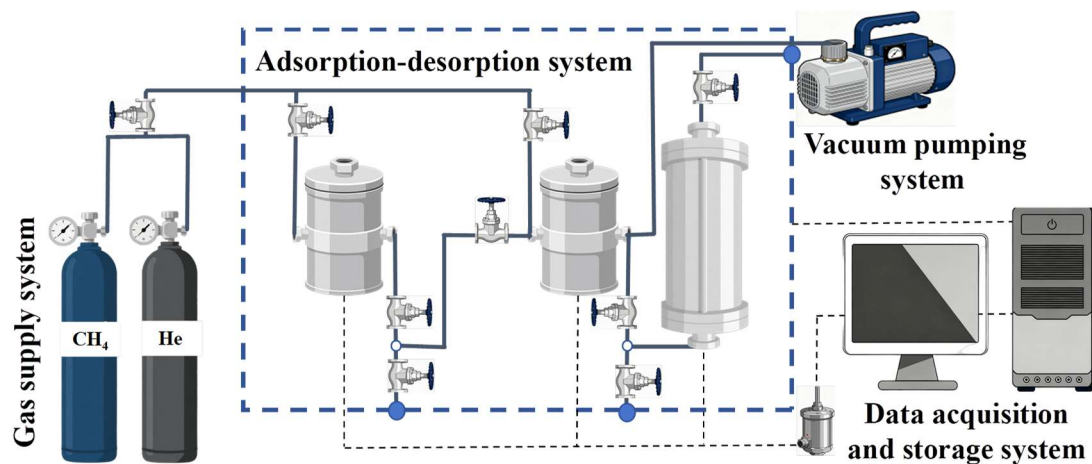 Adsorption-desorption system
Vacuum pumping
system
Gas supply system
CH₄
He
Data acquisition
and storage system